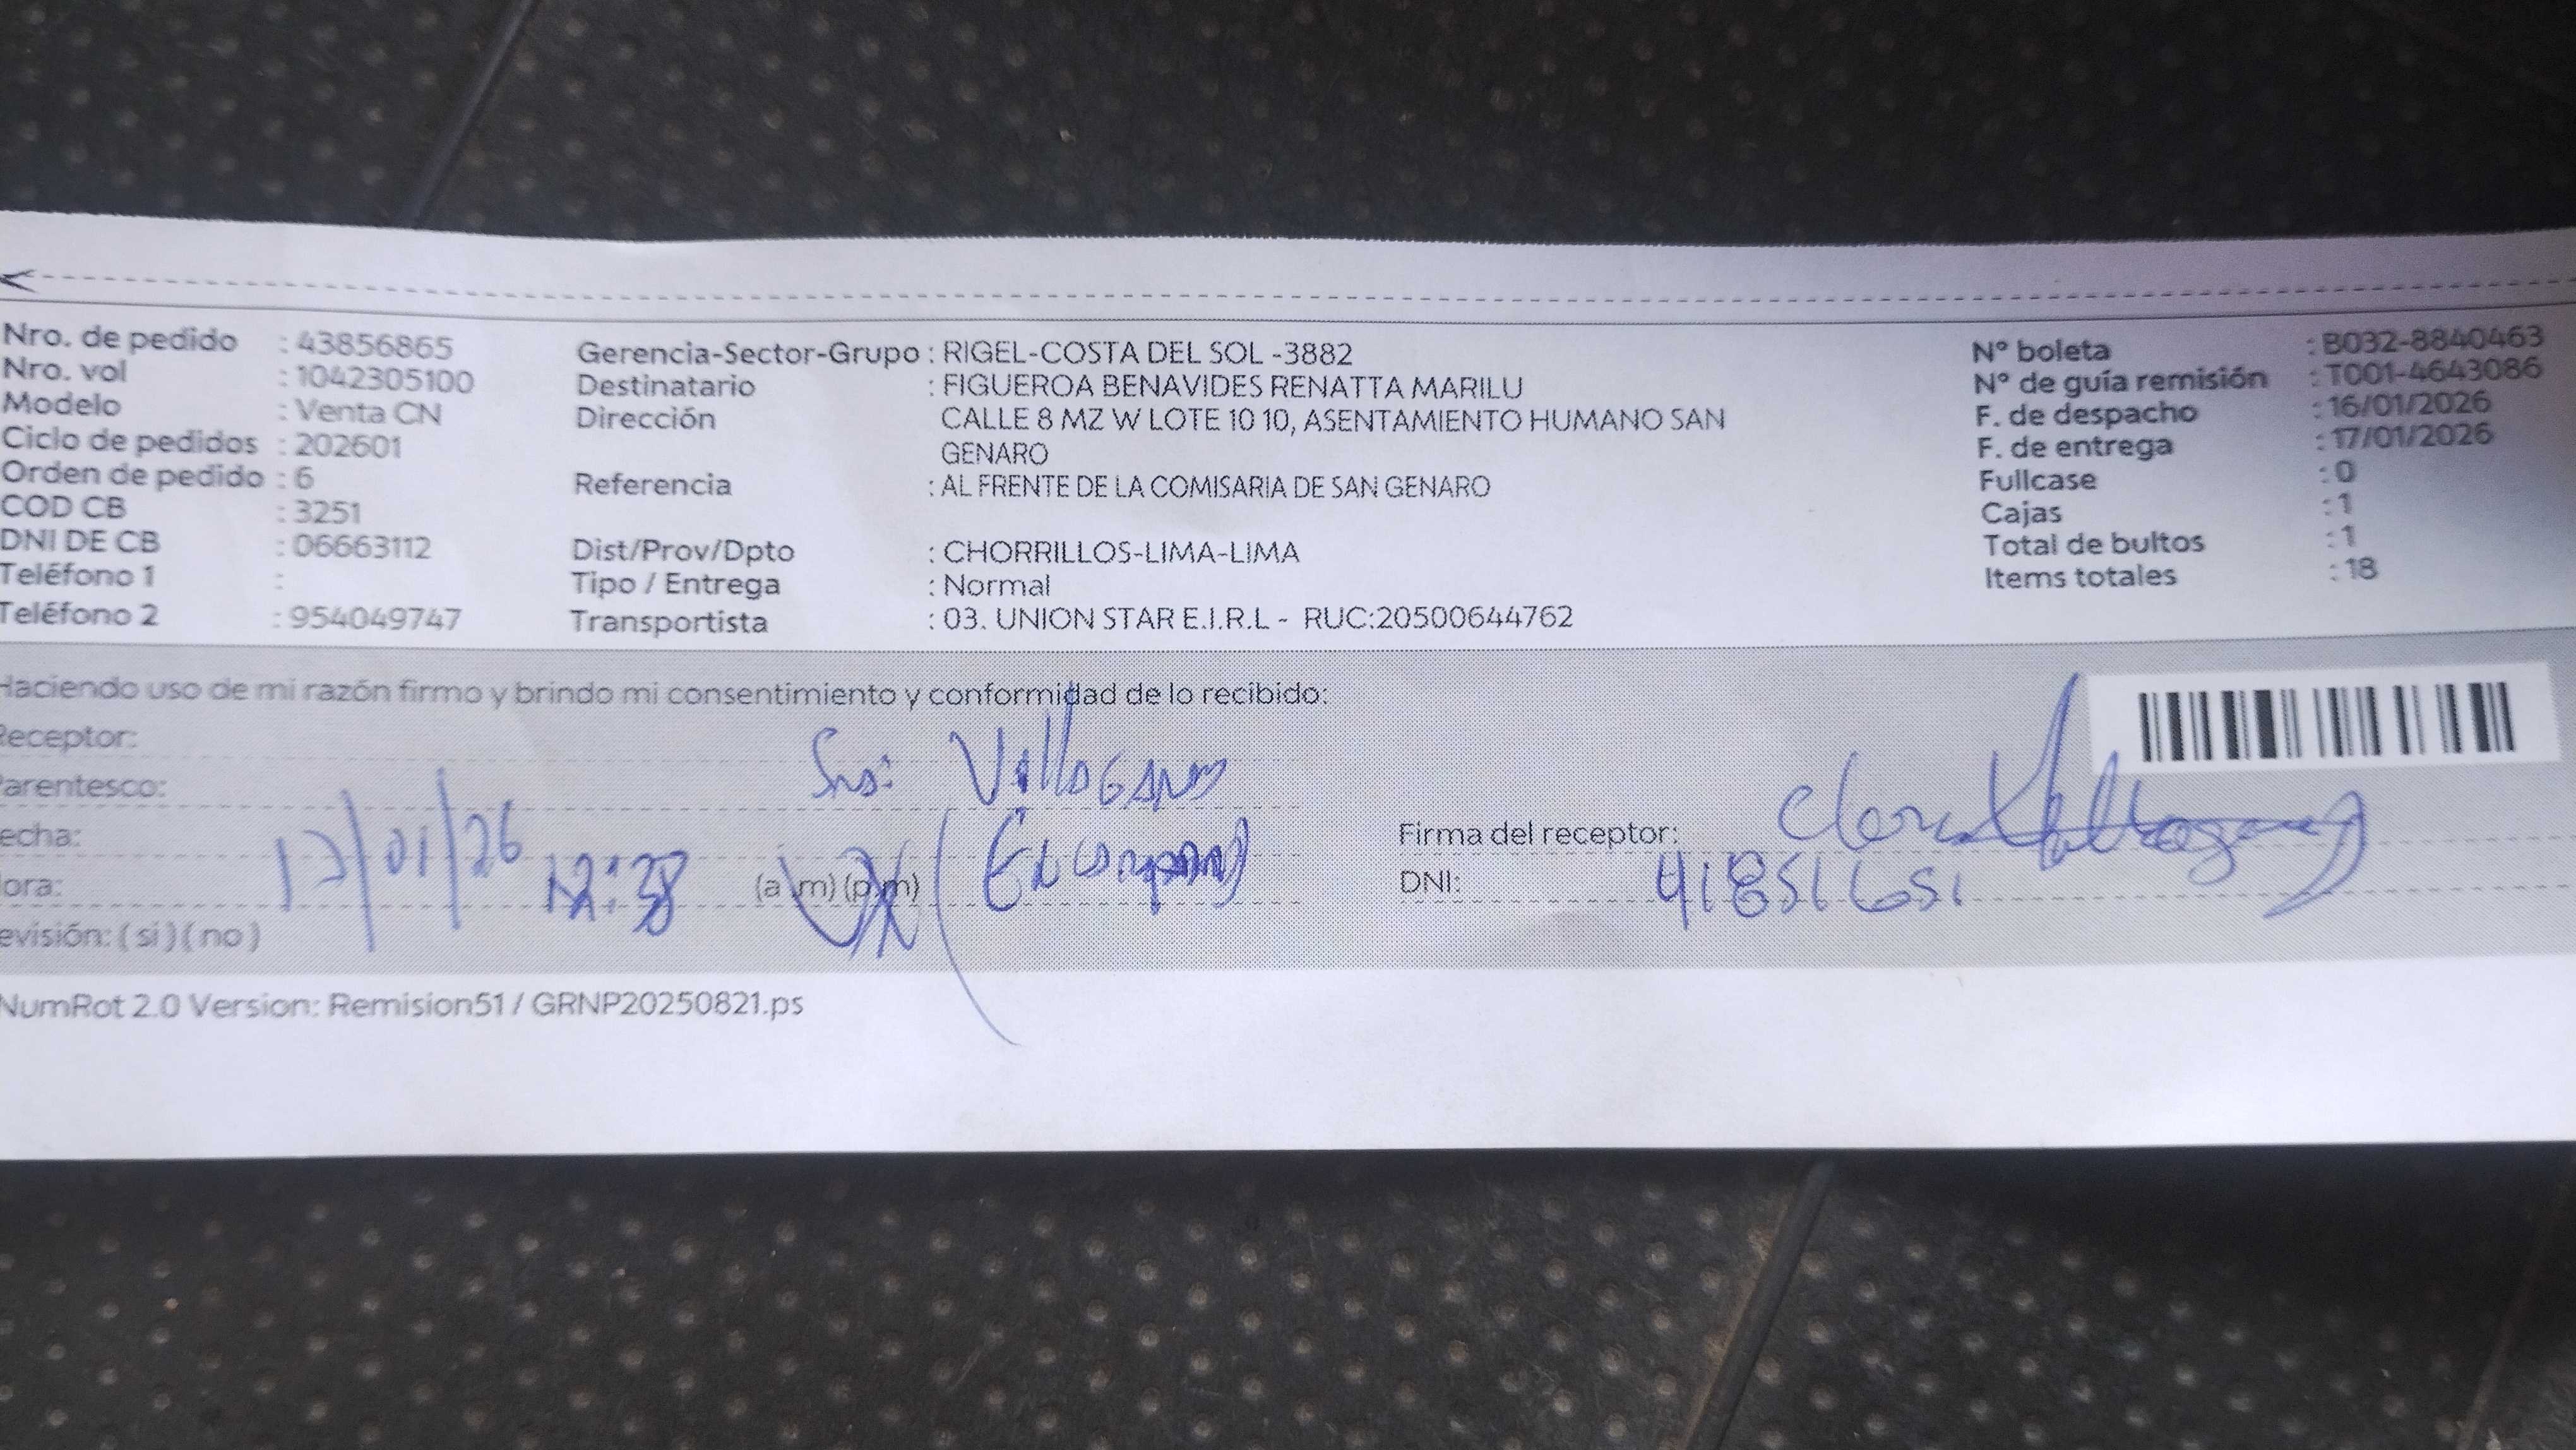 Nro. de pedido : 43856865
Nro. vol : 1042305100
Modelo : Venta CN
Ciclo de pedidos : 202601
Orden de pedido : 6
COD CB : 3251
DNI DE CB : 06663112
Teléfono 1 :
Teléfono 2 : 954049747
Gerencia-Sector-Grupo : RIGEL-COSTA DEL SOL -3882
Destinatario : FIGUEROA BENAVIDES RENATTA MARILU
Dirección CALLE 8 MZ W LOTE 10 10, ASENTAMIENTO HUMANO SAN
GENARO
Referencia : AL FRENTE DE LA COMISARIA DE SAN GENARO
Dist/Prov/Dpto : CHORRILLOS-LIMA-LIMA
Tipo / Entrega : Normal
Transportista : 03. UNION STAR E.I.R.L - RUC:20500644762
N° boleta : B032-8840463
N° de guía remisión : T001-4643086
F. de despacho : 16/01/2026
F. de entrega : 17/01/2026
Fullcase : 0
Cajas : 1
Total de bultos : 1
Items totales : 18
Haciendo uso de mi razón firmo y brindo mi consentimiento y conformidad de lo recibido:
Receptor:
Parentesco:
echa: 17/01/26
ora: 12:38 (a .m) (p.m)
evisión: ( si ) ( no )
Firma del receptor:
DNI:
NumRot 2.0 Version: Remision51 / GRNP20250821.ps